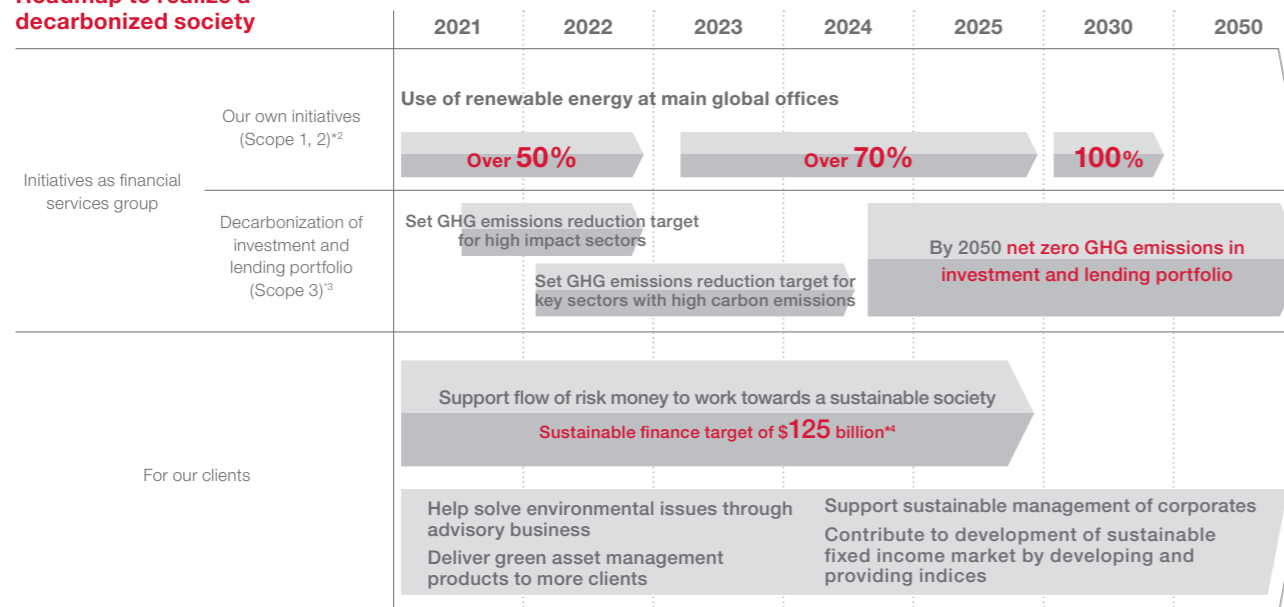 Roadmap to realize a
decarbonized society
2021 2022 2023 2024 2025 2030 2050
Initiatives as financial
services group
Our own initiatives
(Scope 1, 2)*2
Use of renewable energy at main global offices
Over 50%
Over 70%
100%
Decarbonization of
investment and
lending portfolio
(Scope 3)*3
Set GHG emissions reduction target
for high impact sectors
Set GHG emissions reduction target for
key sectors with high carbon emissions
By 2050 net zero GHG emissions in
investment and lending portfolio
For our clients
Support flow of risk money to work towards a sustainable society
Sustainable finance target of $125 billion*4
Help solve environmental issues through
advisory business
Deliver green asset management
products to more clients
Support sustainable management of corporates
Contribute to development of sustainable
fixed income market by developing and
providing indices